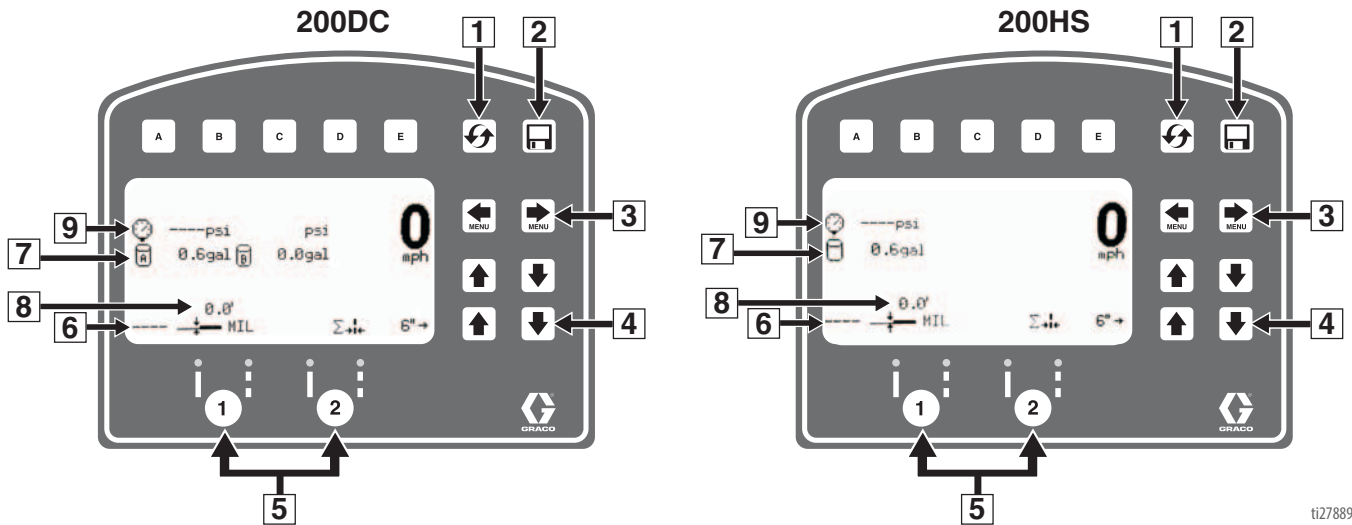 200DC
1
2
A B C D E
9
----psi psi
0
3
MENU MENU
7
A 0.6gal B 0.0gal
mph
8
0.0'
6
---- MIL Σ 6"
4
1 2
GRACO
5
200HS
1
2
A B C D E
9
----psi
0
3
MENU MENU
7
0.6gal
mph
8
0.0'
6
---- MIL Σ 6"
4
1 2
GRACO
5
ti27889